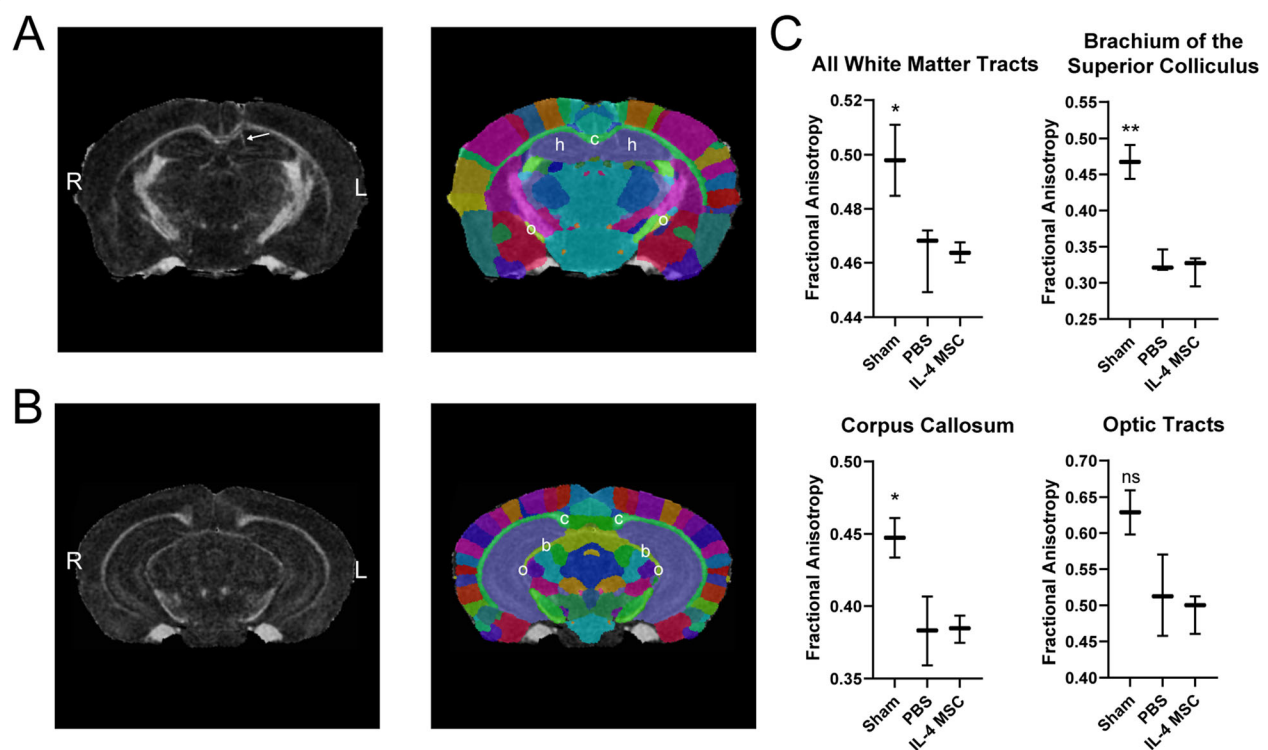 A
R
L
h
c
h
o
o
B
R
L
c
c
b
b
o
o
C
All White Matter Tracts
Fractional Anisotropy
0.52
0.50
0.48
0.46
0.44
*
Sham
PBS
IL-4 MSC
Brachium of the
Superior Colliculus
Fractional Anisotropy
0.55
0.50
0.45
0.40
0.35
0.30
0.25
**
Sham
PBS
IL-4 MSC
Corpus Callosum
Fractional Anisotropy
0.50
0.45
0.40
0.35
*
Sham
PBS
IL-4 MSC
Optic Tracts
Fractional Anisotropy
0.70
0.65
0.60
0.55
0.50
0.45
0.40
ns
Sham
PBS
IL-4 MSC